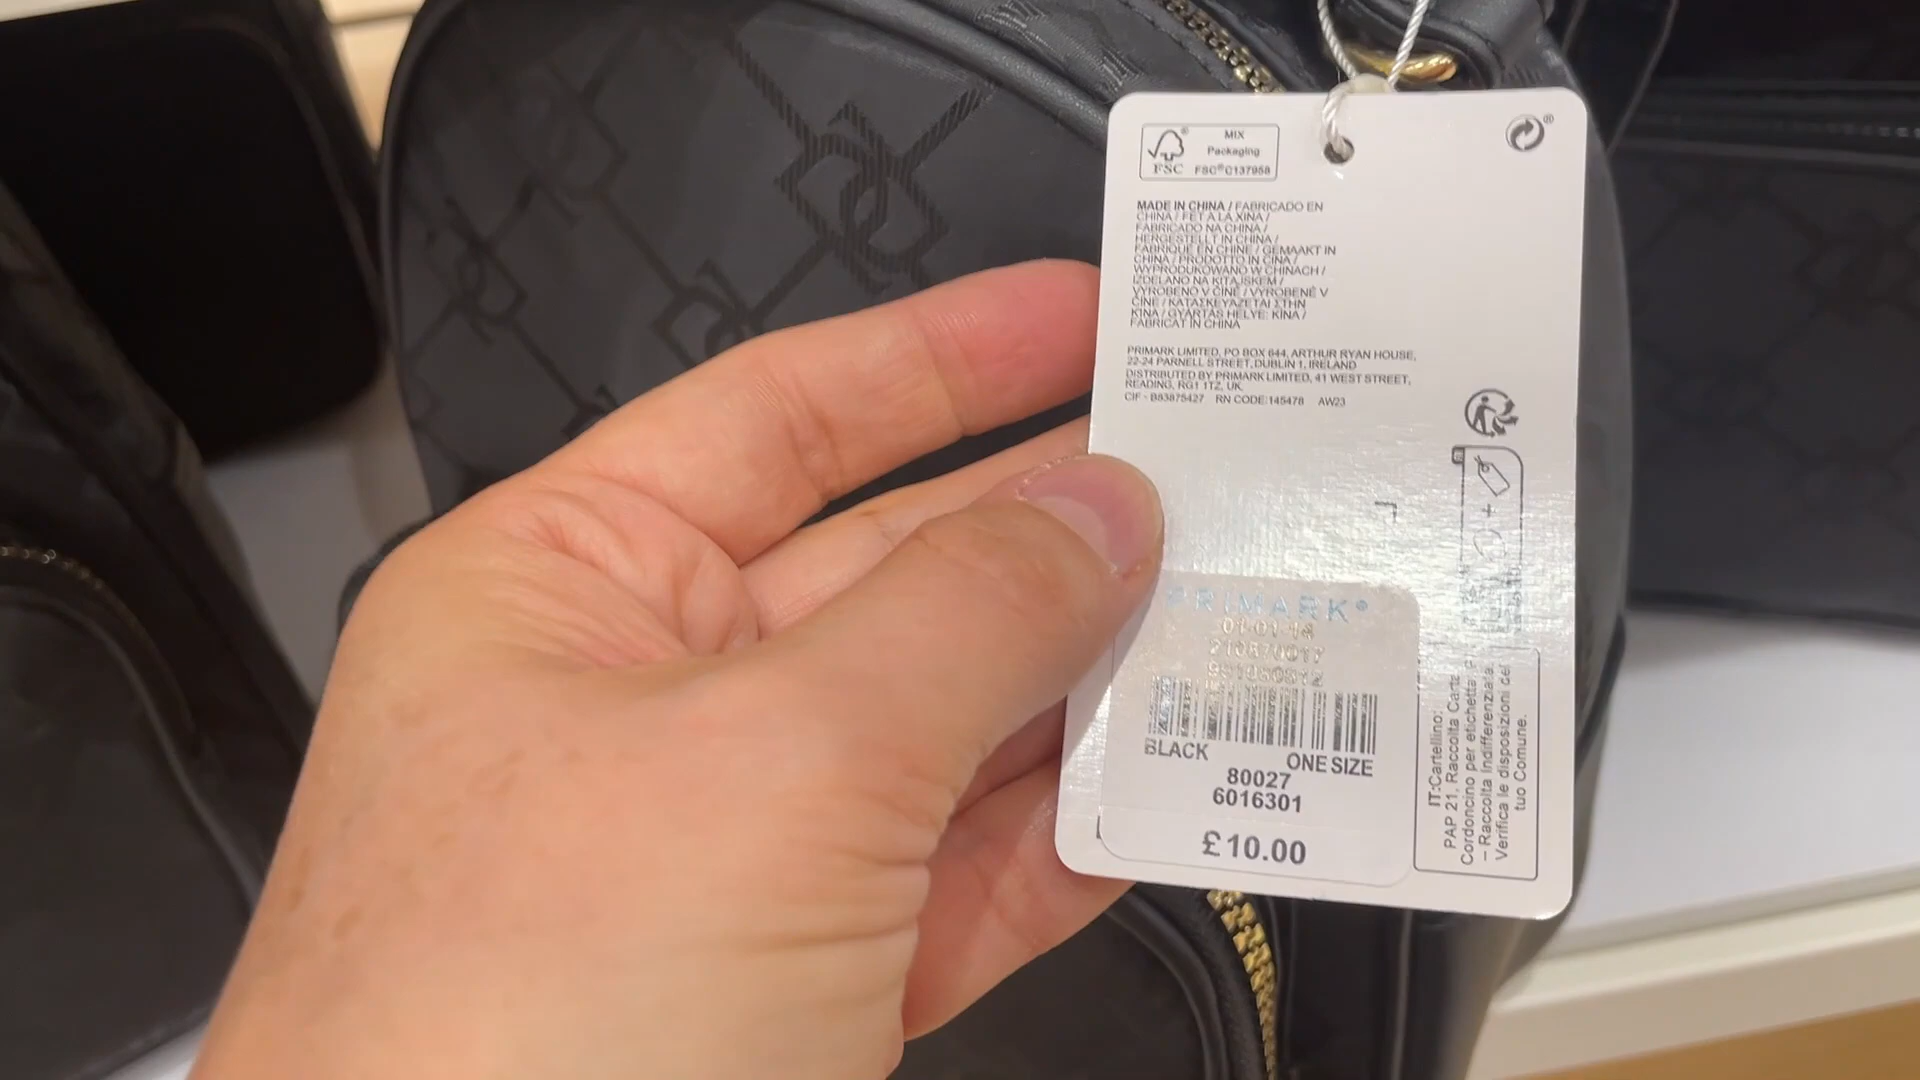 MIX
Packaging
FSC® C137958
FSC
MADE IN CHINA / FABRICADO EN
CHINA / FET A LA XINA /
FABRICADO NA CHINA /
HERGESTELLT IN CHINA /
FABRIQUÉ EN CHINE / GEMAAKT IN
CHINA / PRODOTTO IN CINA /
WYPRODUKOWANO W CHINACH /
IZDELANO NA KITAJSKEM /
VYROBENO V ČÍNĚ / VYROBENÉ V
ČÍNE / ΚΑΤΑΣΚΕΥΑΖΕΤΑΙ ΣΤΗΝ
ΚΙΝΑ / GYÁRTÁS HELYE: KÍNA /
FABRICAT ÎN CHINA
PRIMARK LIMITED, PO BOX 644, ARTHUR RYAN HOUSE,
22-24 PARNELL STREET, DUBLIN 1, IRELAND
DISTRIBUTED BY PRIMARK LIMITED, 41 WEST STREET,
READING, RG1 1TZ, UK.
CIF - B83875427 RN CODE:145478 AW23
PRIMARK®
01-01-14
BLACK ONE SIZE
80027
6016301
£10.00
IT:Cartellino:
PAP 21, Raccolta Carta
Cordoncino per etichetta
– Raccolta Indifferenziata.
Verifica le disposizioni del
tuo Comune.